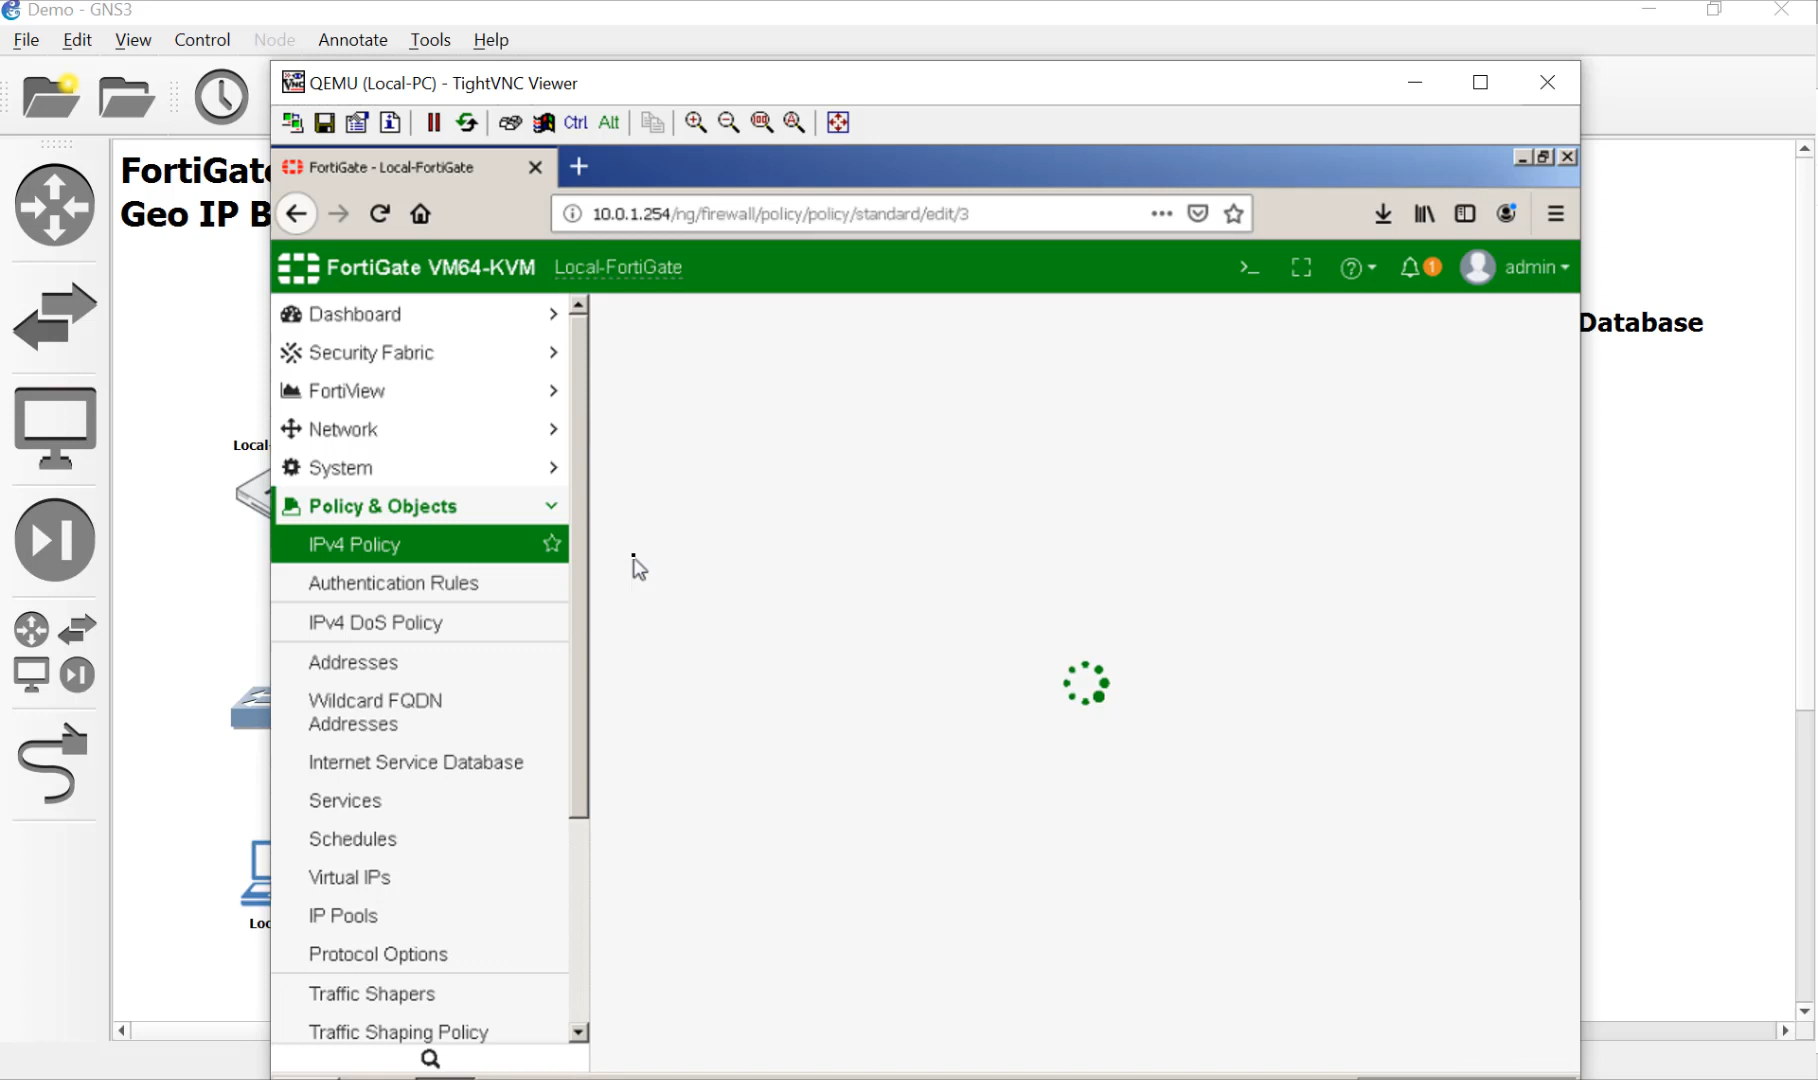 Demo - GNS3
File Edit View Control Node Annotate Tools Help
QEMU (Local-PC) - TightVNC Viewer
Ctrl Alt
FortiGate - Local-FortiGate
10.0.1.254/ng/firewall/policy/policy/standard/edit/3
FortiGate VM64-KVM Local-FortiGate
1 admin
FortiGate
Geo IP B
Database
Local-
Loc
Dashboard
Security Fabric
FortiView
Network
System
Policy & Objects
IPv4 Policy
Authentication Rules
IPv4 DoS Policy
Addresses
Wildcard FQDN
Addresses
Internet Service Database
Services
Schedules
Virtual IPs
IP Pools
Protocol Options
Traffic Shapers
Traffic Shaping Policy